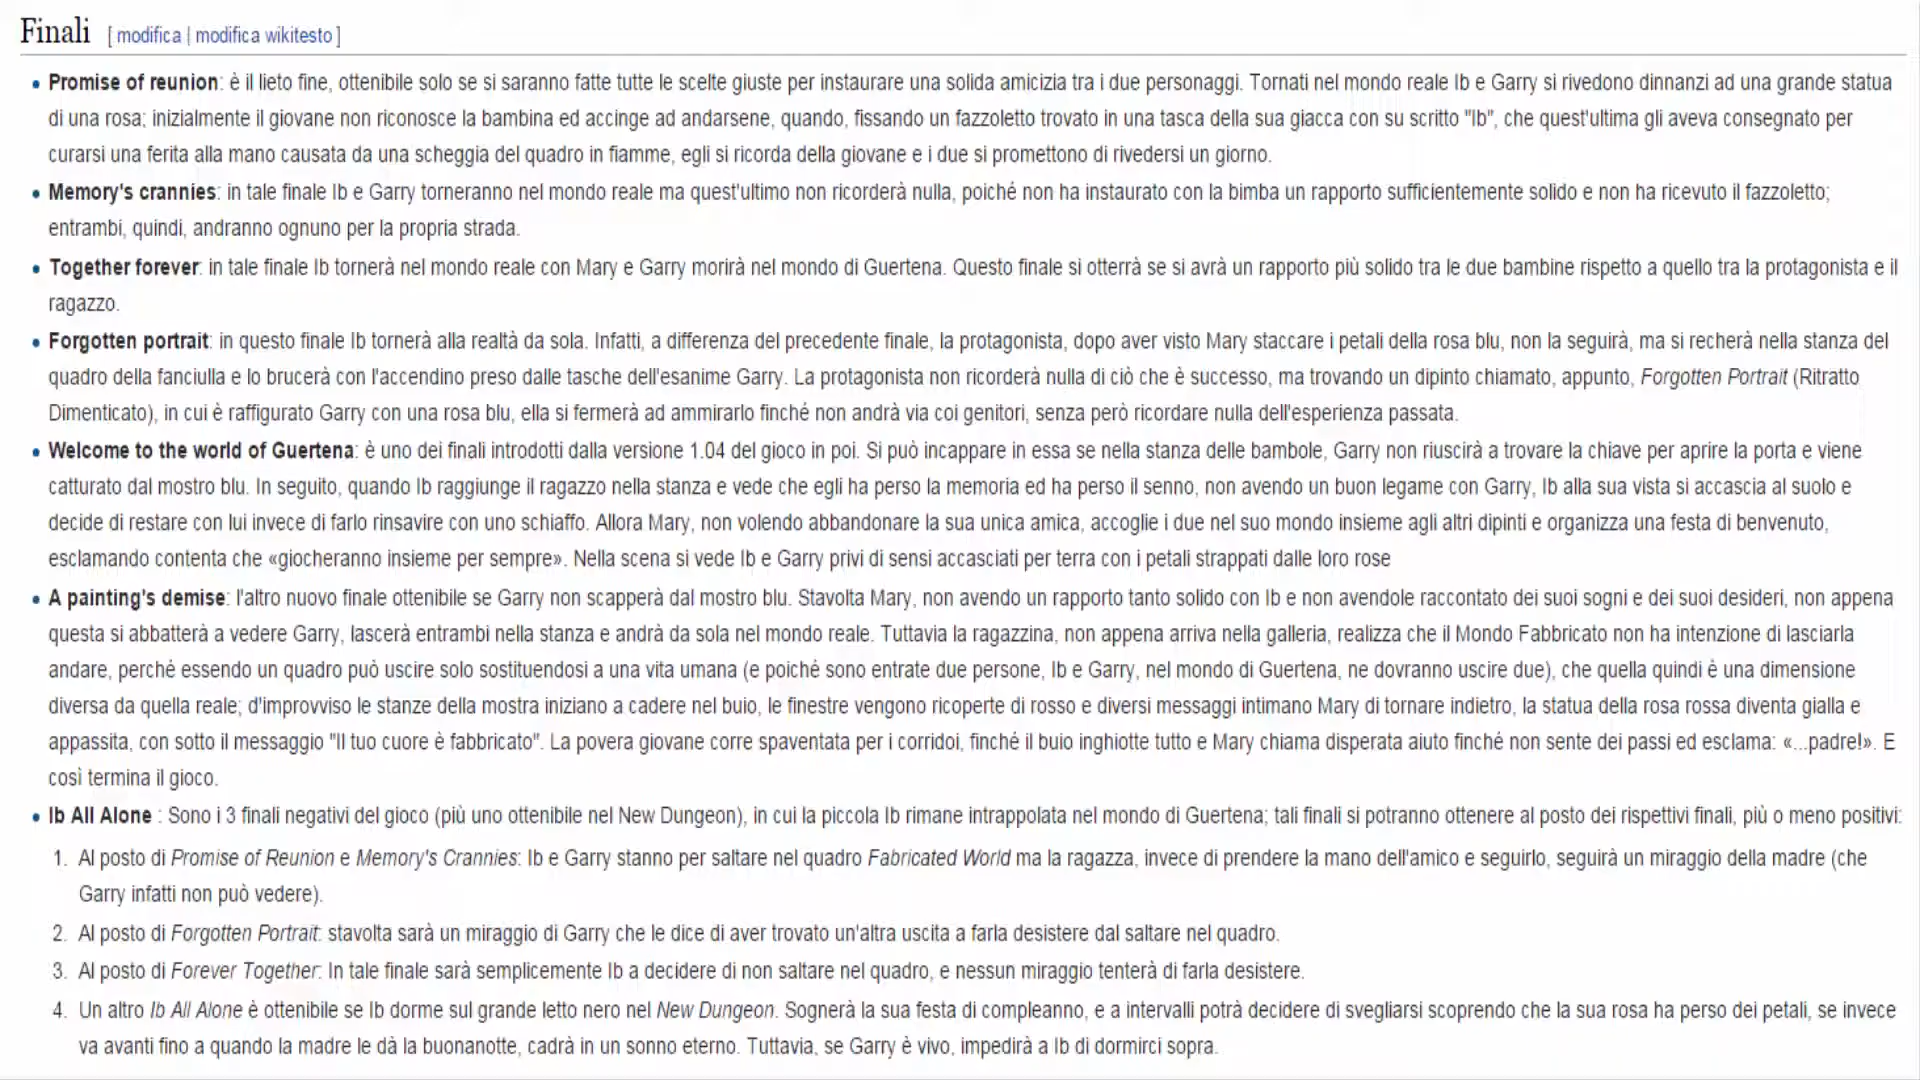 Finali [ modifica | modifica wikitesto ]
Promise of reunion: è il lieto fine, ottenibile solo se si saranno fatte tutte le scelte giuste per instaurare una solida amicizia tra i due personaggi. Tornati nel mondo reale Ib e Garry si rivedono dinnanzi ad una grande statua
di una rosa; inizialmente il giovane non riconosce la bambina ed accinge ad andarsene, quando, fissando un fazzoletto trovato in una tasca della sua giacca con su scritto "Ib", che quest'ultima gli aveva consegnato per
curarsi una ferita alla mano causata da una scheggia del quadro in fiamme, egli si ricorda della giovane e i due si promettono di rivedersi un giorno.
Memory's crannies: in tale finale Ib e Garry torneranno nel mondo reale ma quest'ultimo non ricorderà nulla, poiché non ha instaurato con la bimba un rapporto sufficientemente solido e non ha ricevuto il fazzoletto;
entrambi, quindi, andranno ognuno per la propria strada.
Together forever: in tale finale Ib tornerà nel mondo reale con Mary e Garry morirà nel mondo di Guertena. Questo finale si otterrà se si avrà un rapporto più solido tra le due bambine rispetto a quello tra la protagonista e il
ragazzo.
Forgotten portrait: in questo finale Ib tornerà alla realtà da sola. Infatti, a differenza del precedente finale, la protagonista, dopo aver visto Mary staccare i petali della rosa blu, non la seguirà, ma si recherà nella stanza del
quadro della fanciulla e lo brucerà con l'accendino preso dalle tasche dell'esanime Garry. La protagonista non ricorderà nulla di ciò che è successo, ma trovando un dipinto chiamato, appunto, Forgotten Portrait (Ritratto
Dimenticato), in cui è raffigurato Garry con una rosa blu, ella si fermerà ad ammirarlo finché non andrà via coi genitori, senza però ricordare nulla dell'esperienza passata.
Welcome to the world of Guertena: è uno dei finali introdotti dalla versione 1.04 del gioco in poi. Si può incappare in essa se nella stanza delle bambole, Garry non riuscirà a trovare la chiave per aprire la porta e viene
catturato dal mostro blu. In seguito, quando Ib raggiunge il ragazzo nella stanza e vede che egli ha perso la memoria ed ha perso il senno, non avendo un buon legame con Garry, Ib alla sua vista si accascia al suolo e
decide di restare con lui invece di farlo rinsavire con uno schiaffo. Allora Mary, non volendo abbandonare la sua unica amica, accoglie i due nel suo mondo insieme agli altri dipinti e organizza una festa di benvenuto,
esclamando contenta che «giocheranno insieme per sempre». Nella scena si vede Ib e Garry privi di sensi accasciati per terra con i petali strappati dalle loro rose
A painting's demise: l'altro nuovo finale ottenibile se Garry non scapperà dal mostro blu. Stavolta Mary, non avendo un rapporto tanto solido con Ib e non avendole raccontato dei suoi sogni e dei suoi desideri, non appena
questa si abbatterà a vedere Garry, lascerà entrambi nella stanza e andrà da sola nel mondo reale. Tuttavia la ragazzina, non appena arriva nella galleria, realizza che il Mondo Fabbricato non ha intenzione di lasciarla
andare, perché essendo un quadro può uscire solo sostituendosi a una vita umana (e poiché sono entrate due persone, Ib e Garry, nel mondo di Guertena, ne dovranno uscire due), che quella quindi è una dimensione
diversa da quella reale; d'improvviso le stanze della mostra iniziano a cadere nel buio, le finestre vengono ricoperte di rosso e diversi messaggi intimano Mary di tornare indietro, la statua della rosa rossa diventa gialla e
appassita, con sotto il messaggio "Il tuo cuore è fabbricato". La povera giovane corre spaventata per i corridoi, finché il buio inghiotte tutto e Mary chiama disperata aiuto finché non sente dei passi ed esclama: «...padre!». E
così termina il gioco.
Ib All Alone : Sono i 3 finali negativi del gioco (più uno ottenibile nel New Dungeon), in cui la piccola Ib rimane intrappolata nel mondo di Guertena; tali finali si potranno ottenere al posto dei rispettivi finali, più o meno positivi:
1. Al posto di Promise of Reunion e Memory's Crannies: Ib e Garry stanno per saltare nel quadro Fabricated World ma la ragazza, invece di prendere la mano dell'amico e seguirlo, seguirà un miraggio della madre (che
Garry infatti non può vedere).
2. Al posto di Forgotten Portrait: stavolta sarà un miraggio di Garry che le dice di aver trovato un'altra uscita a farla desistere dal saltare nel quadro.
3. Al posto di Forever Together: In tale finale sarà semplicemente Ib a decidere di non saltare nel quadro, e nessun miraggio tenterà di farla desistere.
4. Un altro Ib All Alone è ottenibile se Ib dorme sul grande letto nero nel New Dungeon. Sognerà la sua festa di compleanno, e a intervalli potrà decidere di svegliarsi scoprendo che la sua rosa ha perso dei petali, se invece
va avanti fino a quando la madre le dà la buonanotte, cadrà in un sonno eterno. Tuttavia, se Garry è vivo, impedirà a Ib di dormirci sopra.